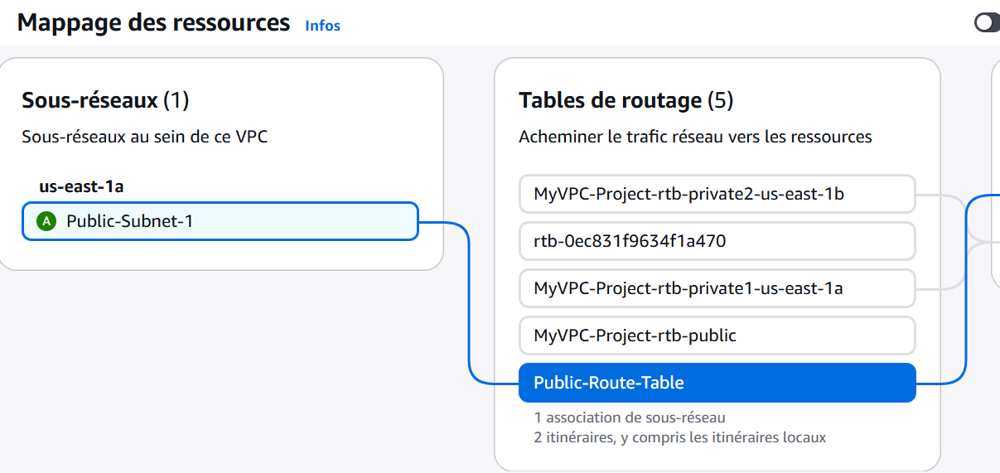 Mappage des ressources Infos
Sous-réseaux (1)
Sous-réseaux au sein de ce VPC
us-east-1a
A Public-Subnet-1
Tables de routage (5)
Acheminer le trafic réseau vers les ressources
MyVPC-Project-rtb-private2-us-east-1b
rtb-0ec831f9634f1a470
MyVPC-Project-rtb-private1-us-east-1a
MyVPC-Project-rtb-public
Public-Route-Table
1 association de sous-réseau
2 itinéraires, y compris les itinéraires locaux